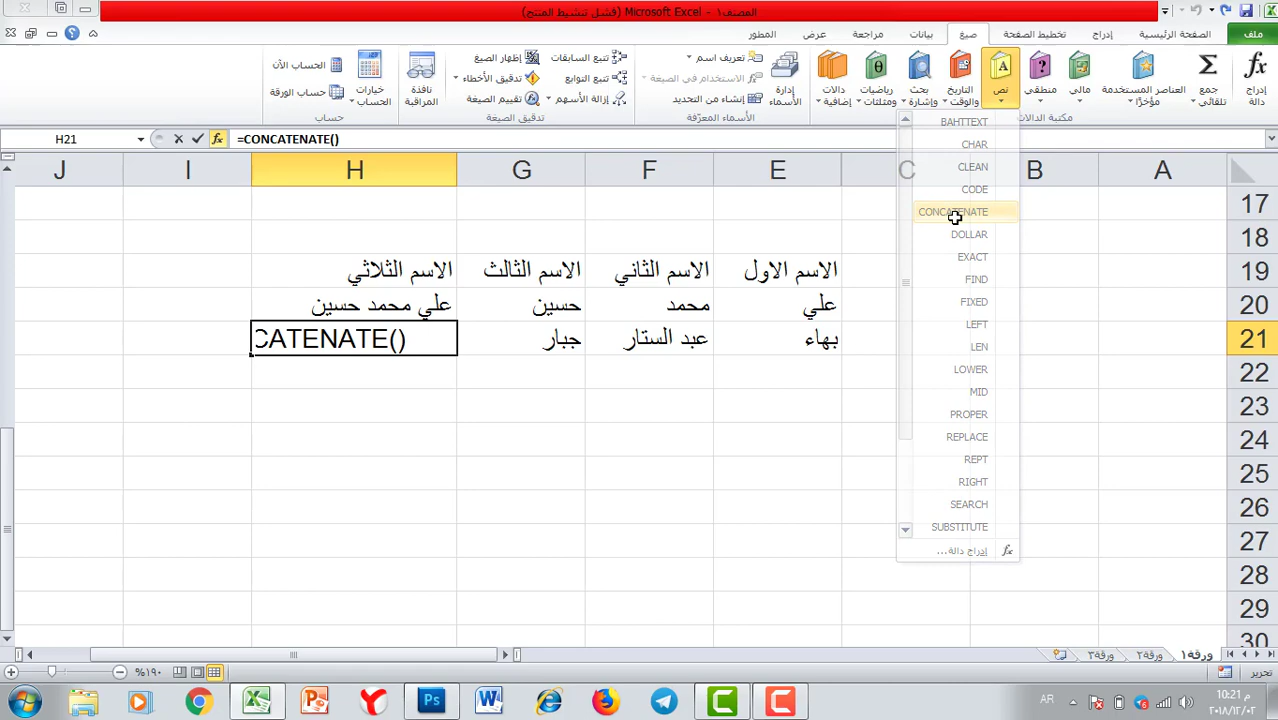 المصنف١ - Microsoft Excel (فشل تنشيط المنتج)
ملف
الصفحة الرئيسية
إدراج
تخطيط الصفحة
صيغ
بيانات
مراجعة
عرض
المطور
إدراج دالة
جمع تلقائي
العناصر المستخدمة مؤخرًا
مالي
منطقي
نص
التاريخ والوقت
بحث وإشارة
رياضيات ومثلثات
دالات إضافية
مكتبة الدالات
إدارة الأسماء
تعريف اسم
الاستخدام في الصيغة
إنشاء من التحديد
الأسماء المعرّفة
تتبع السابقات
تتبع التوابع
إزالة الأسهم
إظهار الصيغ
تدقيق الأخطاء
تقييم الصيغة
نافذة المراقبة
تدقيق الصيغة
خيارات الحساب
الحساب الآن
حساب الورقة
حساب
H21
=CONCATENATE()
A
B
C
E
F
G
H
I
J
17
18
19
الاسم الاول
الاسم الثاني
الاسم الثالث
الاسم الثلاثي
20
علي
محمد
حسين
علي محمد حسين
21
بهاء
عبد الستار
جبار
CATENATE()
22
23
24
25
26
27
28
29
30
BAHTTEXT
CHAR
CLEAN
CODE
CONCATENATE
DOLLAR
EXACT
FIND
FIXED
LEFT
LEN
LOWER
MID
PROPER
REPLACE
REPT
RIGHT
SEARCH
SUBSTITUTE
إدراج دالة...
ورقة١
ورقة٢
ورقة٣
تحرير
١٩٠%
AR
10:21 م
٢٠١٨/١٢/٠٢